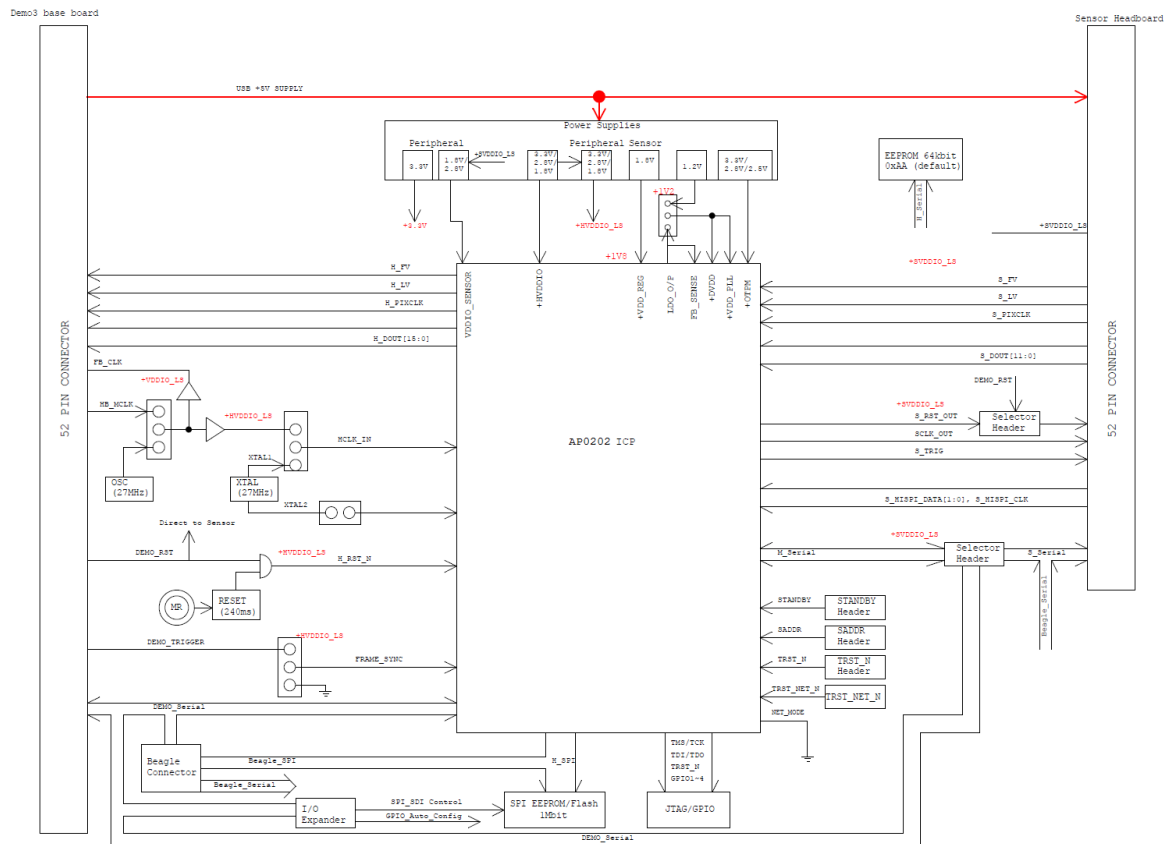 Demo3 base board
Sensor Headboard
USB +5V SUPPLY
Power Supplies
Peripheral
Peripheral Sensor
3.3V
1.8V/
2.8V
+SVDDIO_LS
3.3V/
2.8V/
1.8V
3.3V/
2.8V/
1.8V
1.8V
1.2V
3.3V/
2.8V/2.5V
EEPROM 64kbit
0xAA (default)
H_Serial
+1V2
+3.3V
+HVDDIO_LS
+SVDDIO_LS
+1V8
+SVDDIO_LS
VDDIO_SENSOR
+HVDDIO
+VDD_REG
LDO_O/P
FB_SENSE
+DVDD
+VDD_PLL
+OTPM
H_FV
H_LV
H_PIXCLK
H_DOUT[15:0]
S_FV
S_LV
S_PIXCLK
S_DOUT[11:0]
52 PIN CONNECTOR
52 PIN CONNECTOR
FB_CLK
+VDDIO_LS
HB_MCLK
+HVDDIO_LS
DEMO_RST
+SVDDIO_LS
S_RST_OUT
Selector
Header
SCLK_OUT
S_TRIG
AP0202 ICP
MCLK_IN
XTAL1
OSC
(27MHz)
XTAL
(27MHz)
XTAL2
S_MISPI_DATA[1:0], S_MISPI_CLK
Direct to Sensor
DEMO_RST
+HVDDIO_LS
H_RST_N
+SVDDIO_LS
M_Serial
Selector
Header
S_Serial
Beagle_Serial
MR
RESET
(240ms)
STANDBY
STANDBY
Header
SADDR
SADDR
Header
DEMO_TRIGGER
+HVDDIO_LS
FRAME_SYNC
TRST_N
TRST_N
Header
TRST_NET_N
TRST_NET_N
DEMO_Serial
NET_MODE
Beagle
Connector
Beagle_SPI
Beagle_Serial
H_SPI
TMS/TCK
TDI/TDO
TRST_N
GPIO1~4
I/O
Expander
SPI_SDI Control
GPIO_Auto_Config
SPI EEPROM/Flash
1Mbit
JTAG/GPIO
DEMO_Serial